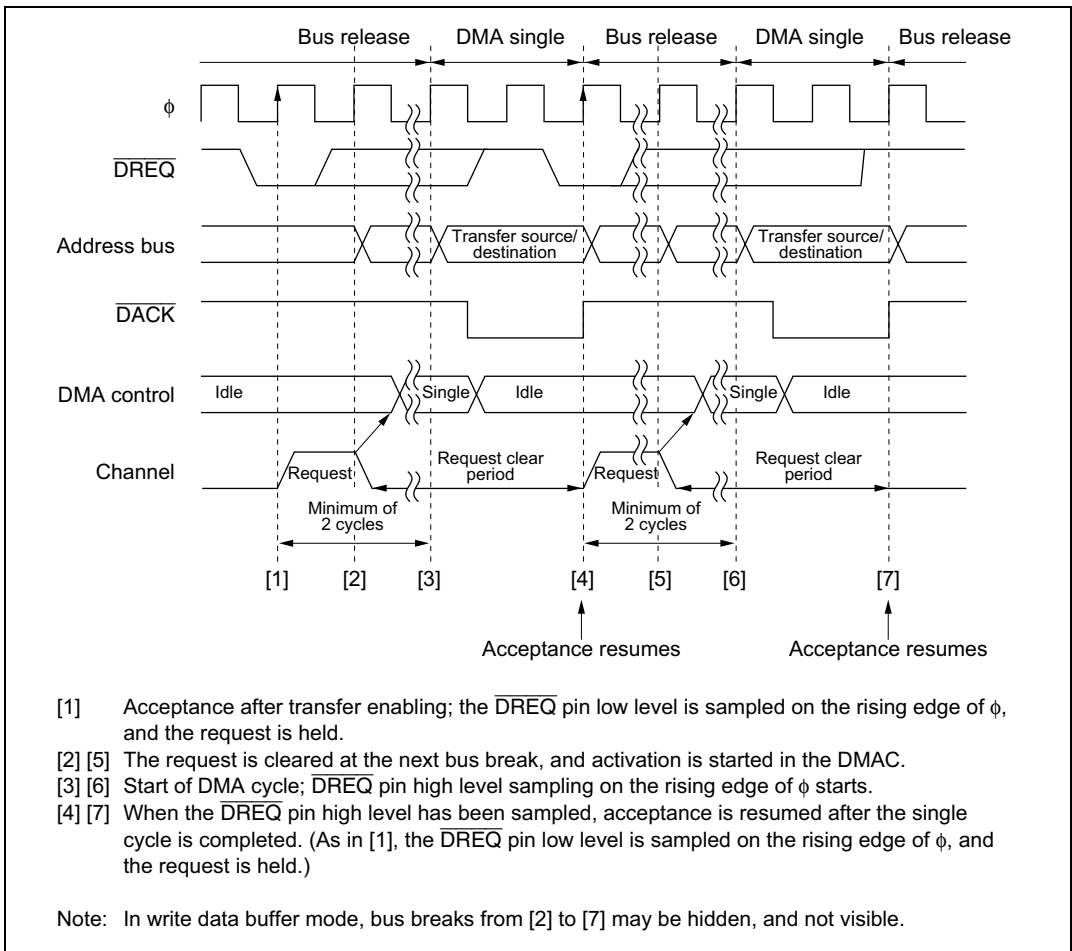 Bus release DMA single Bus release DMA single Bus release
ϕ
DREQ
Address bus Transfer source/ destination Transfer source/ destination
DACK
DMA control Idle Single Idle Single Idle
Channel Request Request clear period Request Request clear period
Minimum of 2 cycles Minimum of 2 cycles
[1] [2] [3] [4] [5] [6] [7]
Acceptance resumes Acceptance resumes
[1] Acceptance after transfer enabling; the DREQ pin low level is sampled on the rising edge of ϕ,
and the request is held.
[2] [5] The request is cleared at the next bus break, and activation is started in the DMAC.
[3] [6] Start of DMA cycle; DREQ pin high level sampling on the rising edge of ϕ starts.
[4] [7] When the DREQ pin high level has been sampled, acceptance is resumed after the single
cycle is completed. (As in [1], the DREQ pin low level is sampled on the rising edge of ϕ, and
the request is held.)
Note: In write data buffer mode, bus breaks from [2] to [7] may be hidden, and not visible.